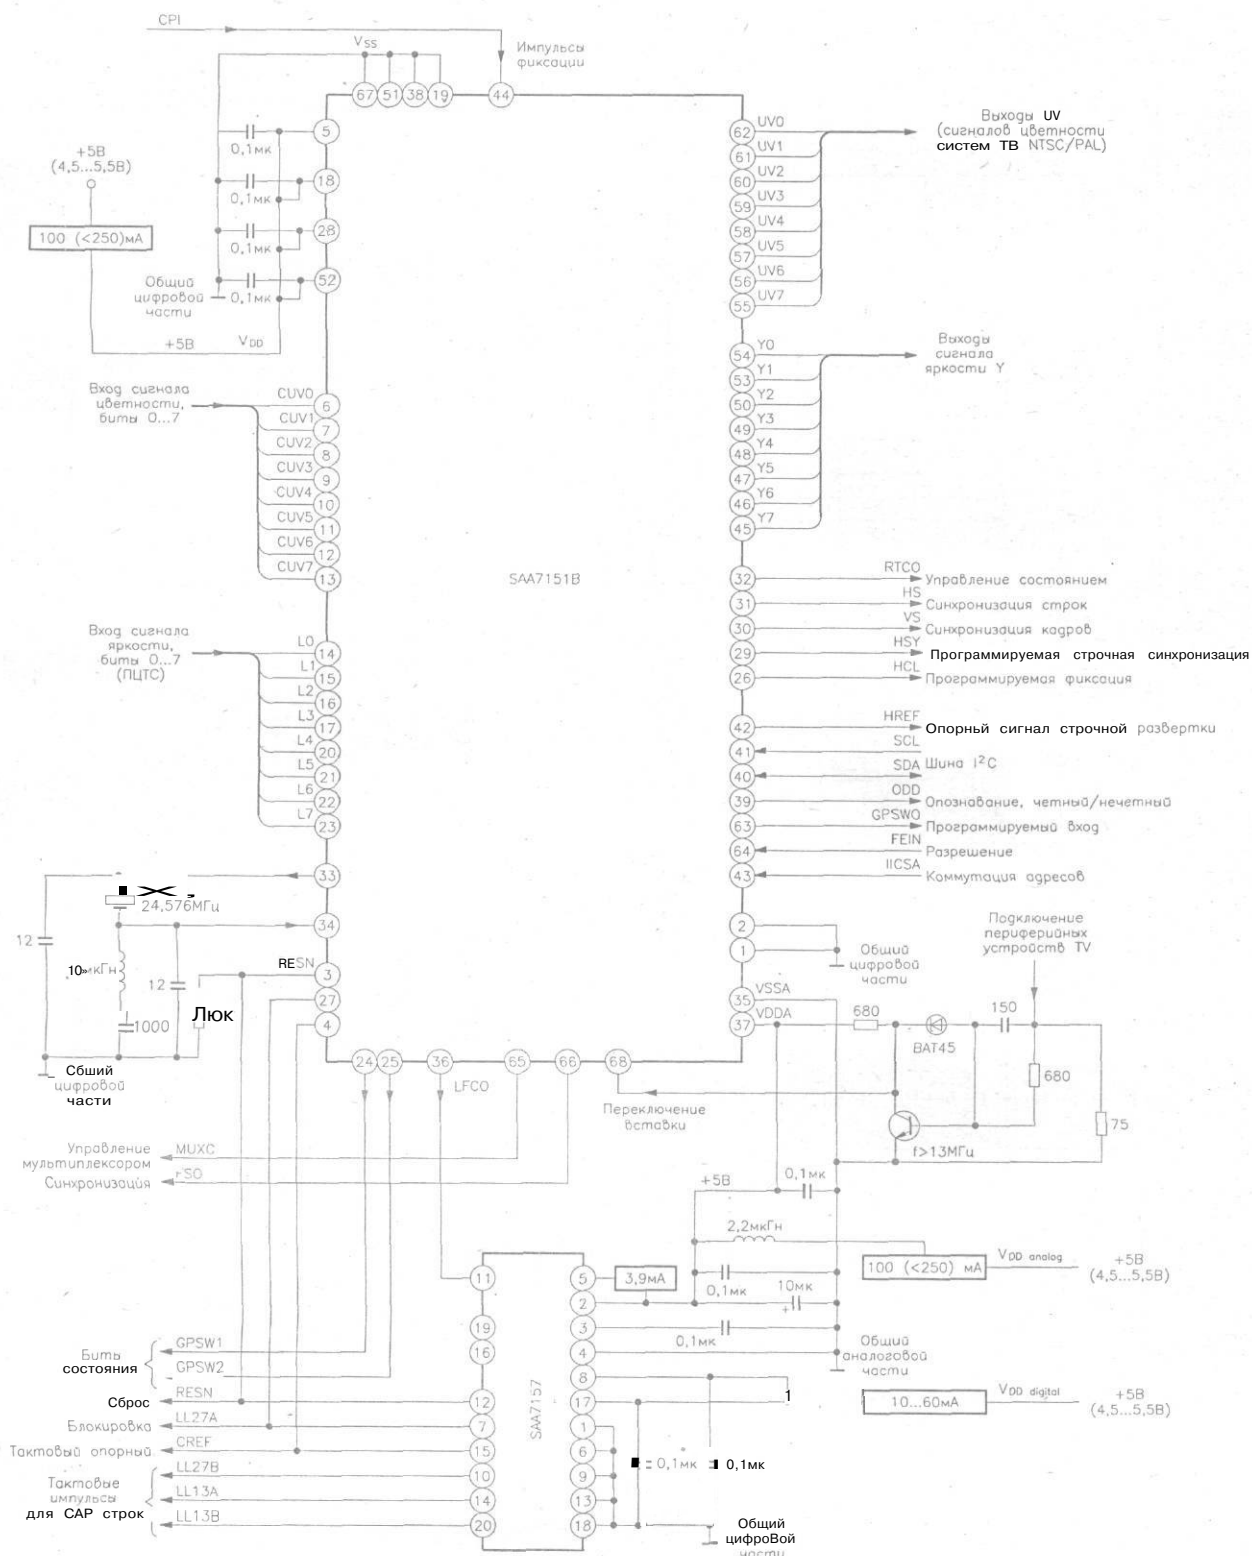 CPI
Vss
Импульсы
фиксации
67
51
38
19
44
+5В
(4,5...5,5В)
100 (<250)мА
0,1мк
5
0,1мк
18
0,1мк
28
0,1мк
52
Общий
цифровой
части
+5В
VDD
Вход сигнала
цветности,
биты 0...7
CUV0
6
CUV1
7
CUV2
8
CUV3
9
CUV4
10
CUV5
11
CUV6
12
CUV7
13
Вход сигнала
яркости,
биты 0...7
(ПЦТС)
L0
14
L1
15
L2
16
L3
17
L4
20
L5
21
L6
22
L7
23
33
24,576МГц
34
12
10»мкГн
12
1000
Люк
Сбший
цифровой
части
RESN
3
27
4
SAA7151B
62
UV0
61
UV1
60
UV2
59
UV3
58
UV4
57
UV5
56
UV6
55
UV7
Выходы UV
(сигналов цветности
систем ТВ NTSC/PAL)
54
Y0
53
Y1
50
Y2
49
Y3
48
Y4
47
Y5
46
Y6
45
Y7
Выходы
сигнала
яркости Y
32
RTCO
Управление состоянием
31
HS
Синхронизация строк
30
VS
Синхронизация кадров
29
HSY
Программируемая строчная синхронизация
26
HCL
Программируемая фиксация
42
HREF
Опорный сигнал строчной развертки
41
SCL
40
SDA
Шина I²C
39
ODD
Опознавание, четный/нечетный
63
GPSWO
Программируемый вход
64
FEIN
Разрешение
43
IICSA
Коммутация адресов
2
1
Общий
цифровой
части
Подключение
периферийных
устройств TV
35
VSSA
37
VDDA
680
BAT45
150
680
75
f>13МГц
24
25
36
LFCO
65
66
68
Переключение
вставки
Управление
мультиплексором
MUXC
Синхронизация
FSO
+5В
0,1мк
2,2мкГн
3,9мА
0,1мк
10мк
+
0,1мк
100 (<250) мА
VDD analog
+5В
(4,5...5,5В)
Общий
аналоговой
части
10...60мА
VDD digital
+5В
(4,5...5,5В)
SAA7157
11
19
16
12
7
15
10
14
20
5
2
3
4
8
17
1
6
9
13
18
1
Биты
состояния
GPSW1
GPSW2
Сброс
RESN
Блокировка
LL27A
Тактовый опорный
CREF
Тактовые
импульсы
для САР строк
LL27B
LL13A
LL13B
0,1мк
0,1мк
Общий
цифроВой
части